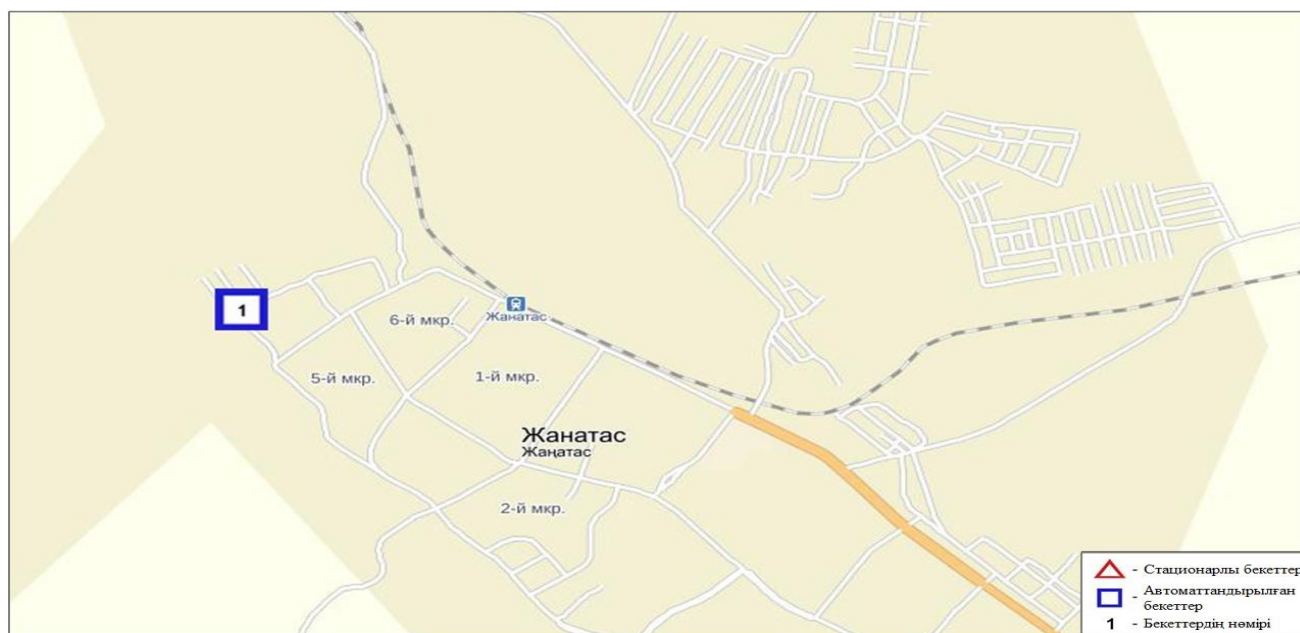 1
Жанатас
6-й мкр.
5-й мкр.
1-й мкр.
Жанатас
Жаңатас
2-й мкр.
- Стационарлы бекеттер
- Автоматтандырылған
бекеттер
1 - Бекеттердің нөмірі